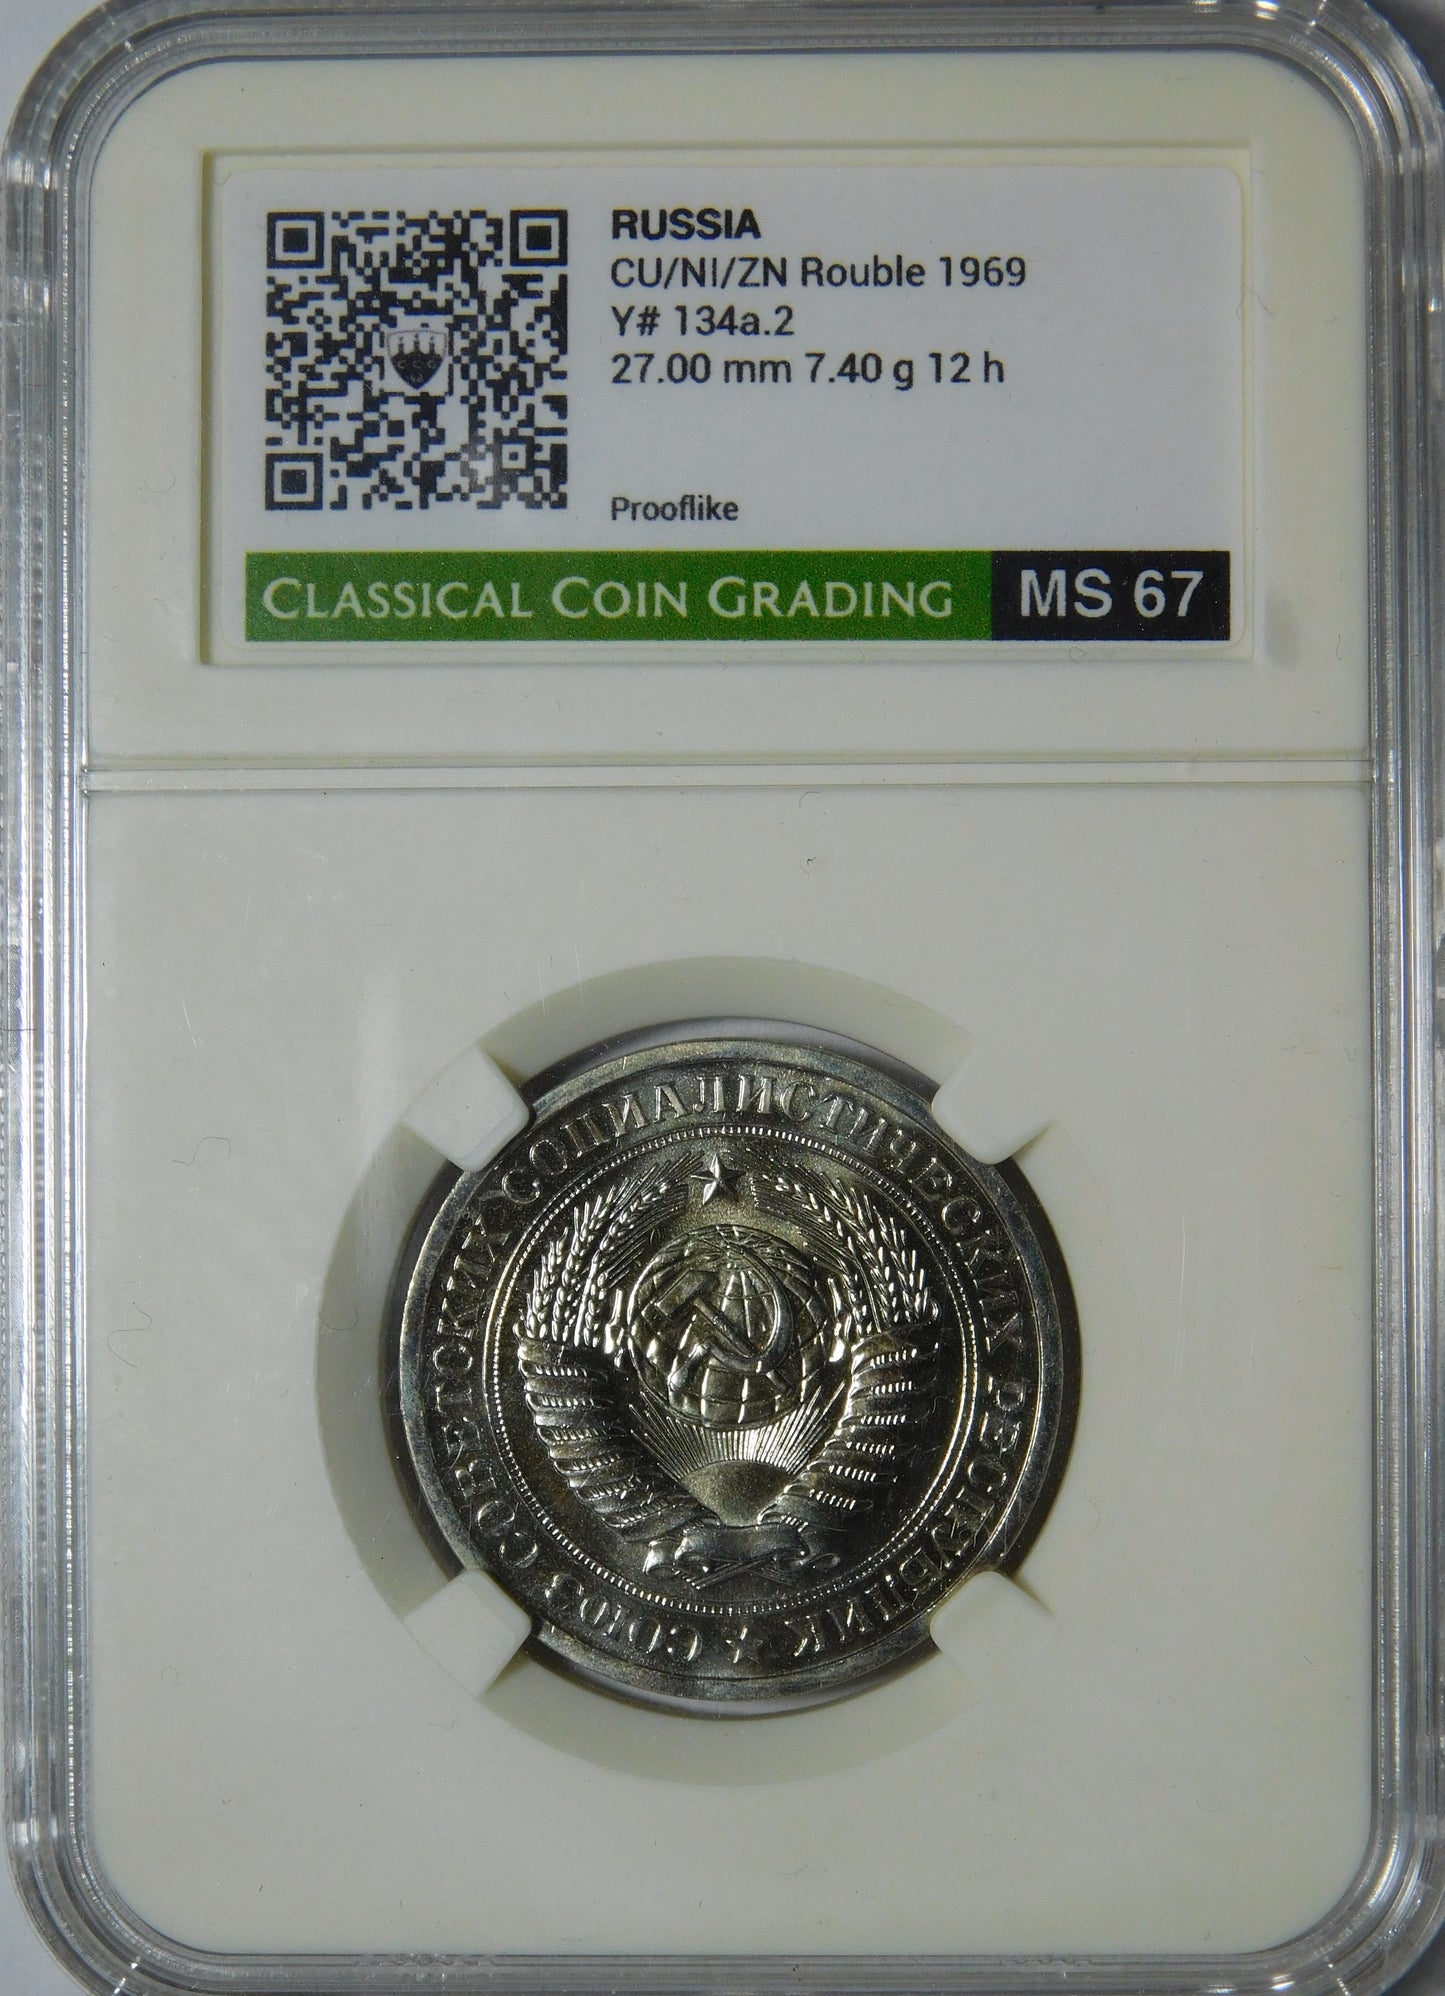 RUSSIA
CU/NI/ZN Rouble 1969
Y# 134a.2
27.00 mm 7.40 g 12 h
Prooflike
CLASSICAL COIN GRADING
MS 67
СОЮЗ СОВЕТСКИХ СОЦИАЛИСТИЧЕСКИХ РЕСПУБЛИК